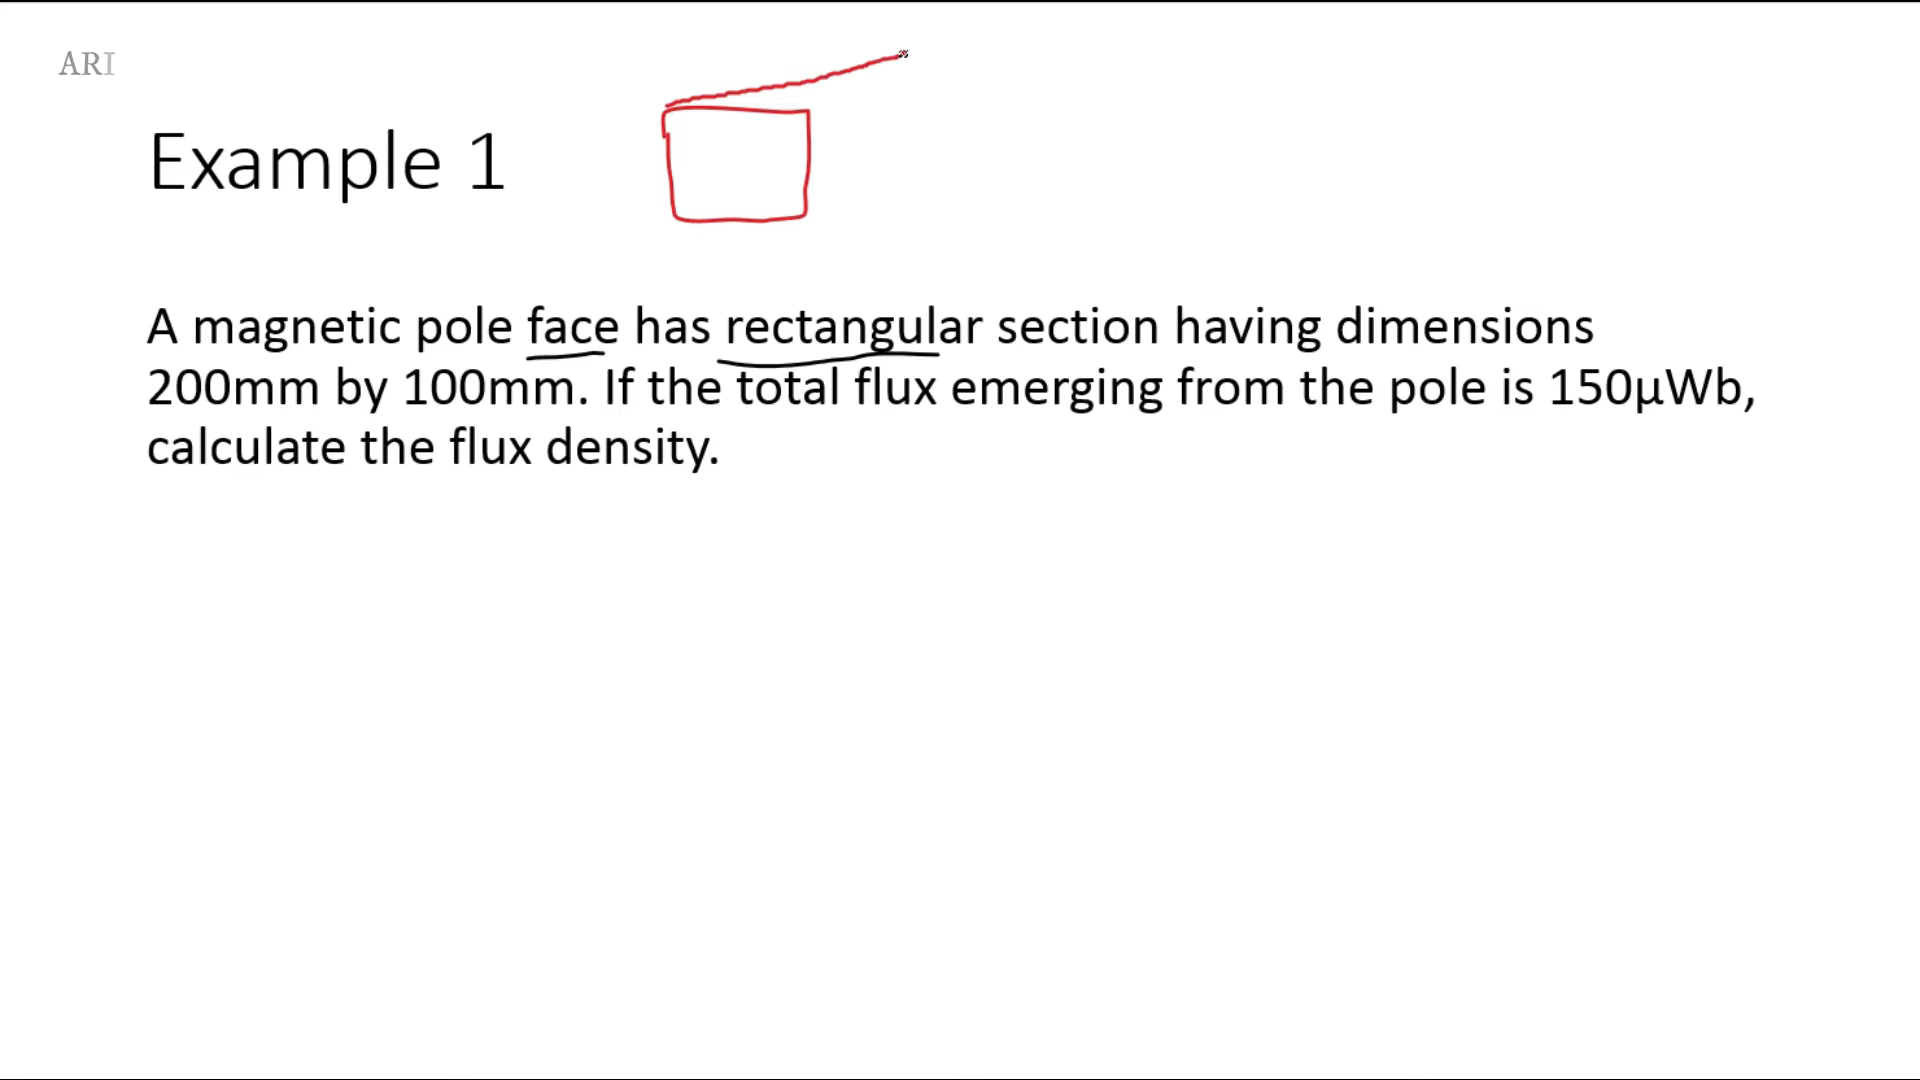 ARI
Example 1
A magnetic pole face has rectangular section having dimensions
200mm by 100mm. If the total flux emerging from the pole is 150µWb,
calculate the flux density.